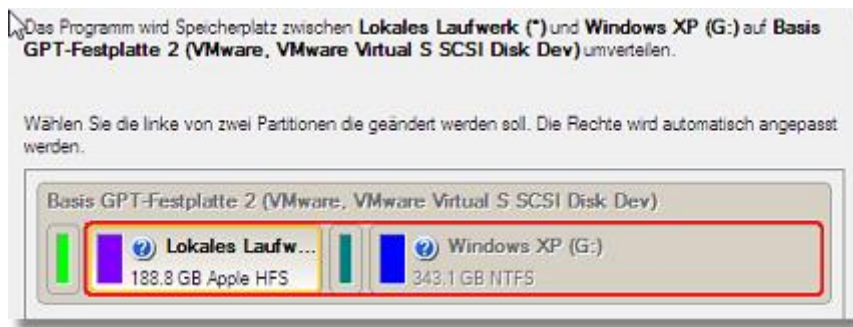 Das Programm wird Speicherplatz zwischen Lokales Laufwerk (*) und Windows XP (G:) auf Basis
GPT-Festplatte 2 (VMware, VMware Virtual S SCSI Disk Dev) umverteilen.
Wählen Sie die linke von zwei Partitionen die geändert werden soll. Die Rechte wird automatisch angepasst
werden.
Basis GPT-Festplatte 2 (VMware, VMware Virtual S SCSI Disk Dev)
? Lokales Laufw... ? Windows XP (G:)
188.8 GB Apple HFS 343.1 GB NTFS